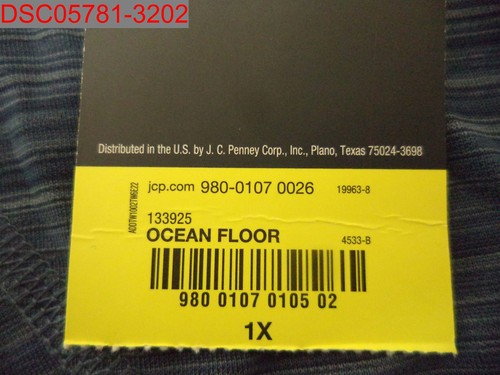 DSC05781-3202
Distributed in the U.S. by J. C. Penney Corp., Inc., Plano, Texas 75024-3698
jcp.com 980-0107 0026 19963-8
133925
OCEAN FLOOR 4533-B
980 0107 0105 02
1X